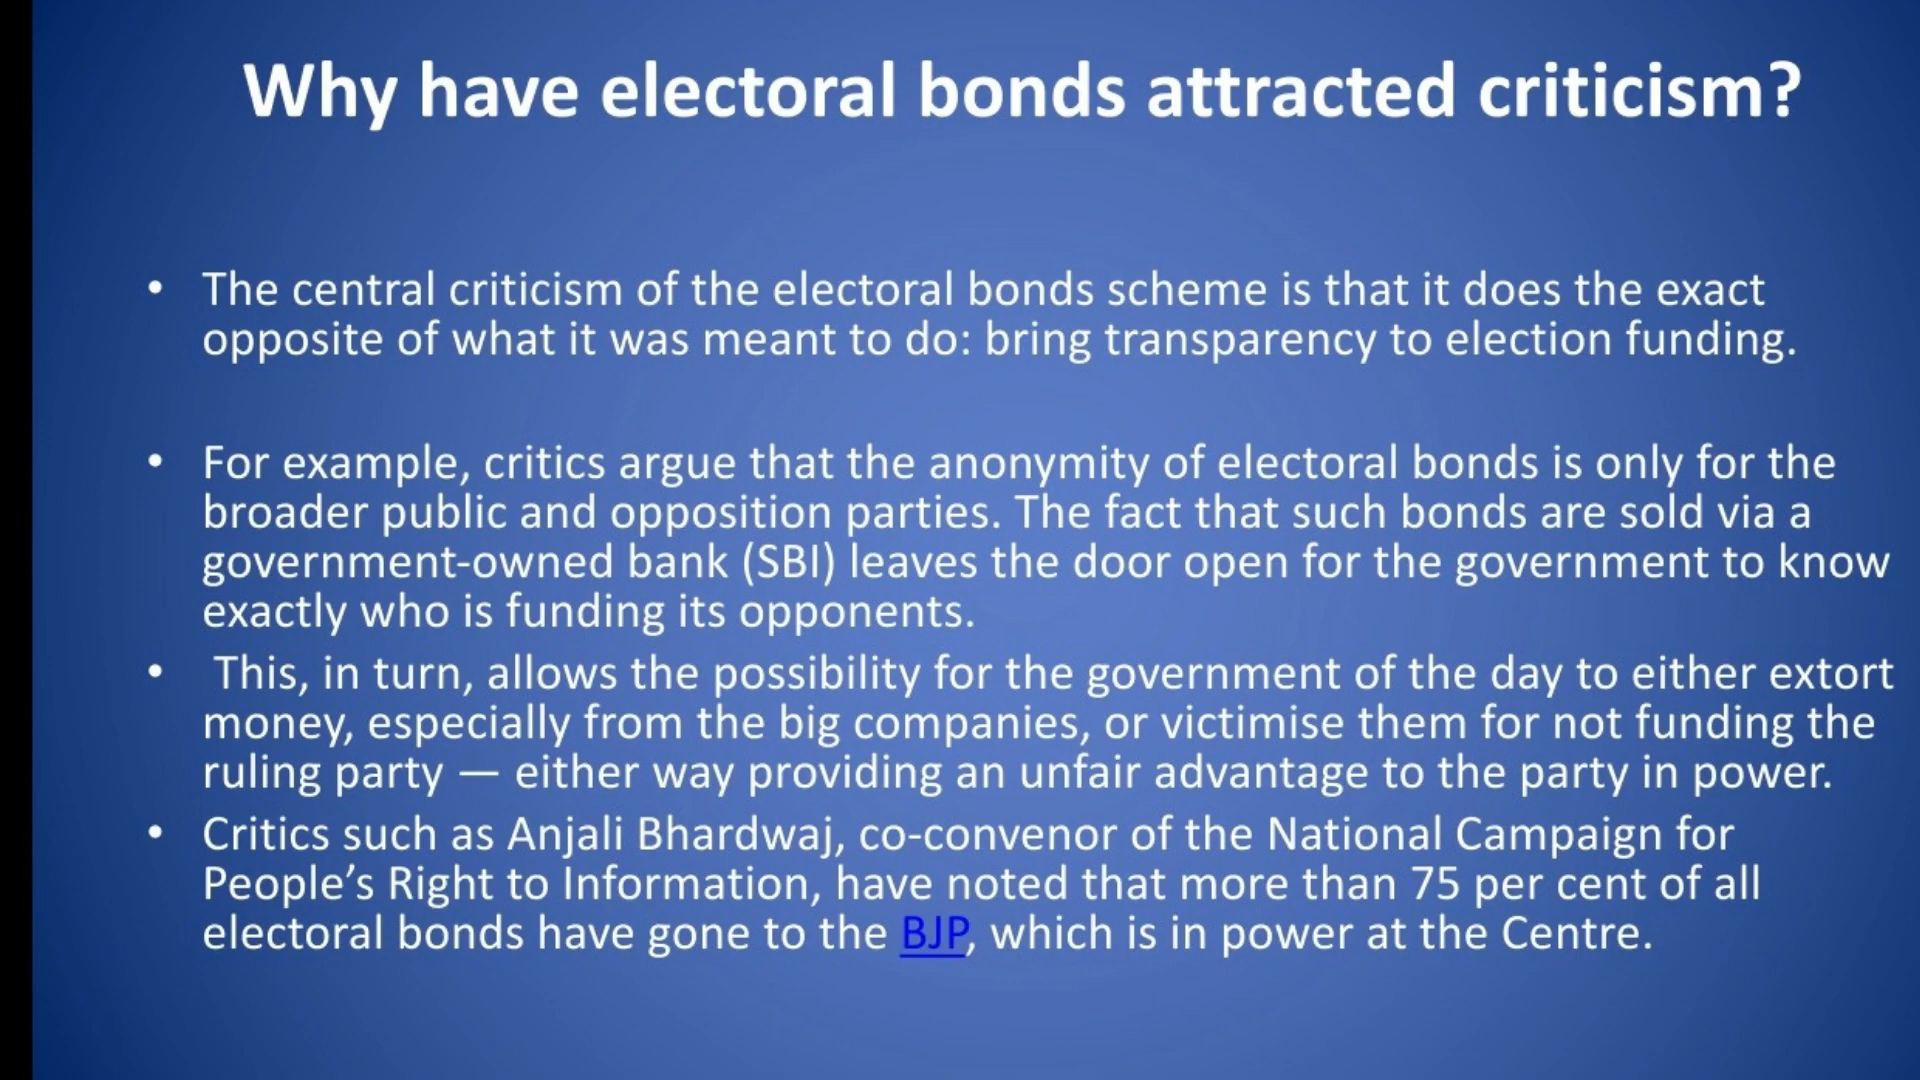 Why have electoral bonds attracted criticism?
• The central criticism of the electoral bonds scheme is that it does the exact
opposite of what it was meant to do: bring transparency to election funding.
• For example, critics argue that the anonymity of electoral bonds is only for the
broader public and opposition parties. The fact that such bonds are sold via a
government-owned bank (SBI) leaves the door open for the government to know
exactly who is funding its opponents.
• This, in turn, allows the possibility for the government of the day to either extort
money, especially from the big companies, or victimise them for not funding the
ruling party — either way providing an unfair advantage to the party in power.
• Critics such as Anjali Bhardwaj, co-convenor of the National Campaign for
People’s Right to Information, have noted that more than 75 per cent of all
electoral bonds have gone to the BJP, which is in power at the Centre.